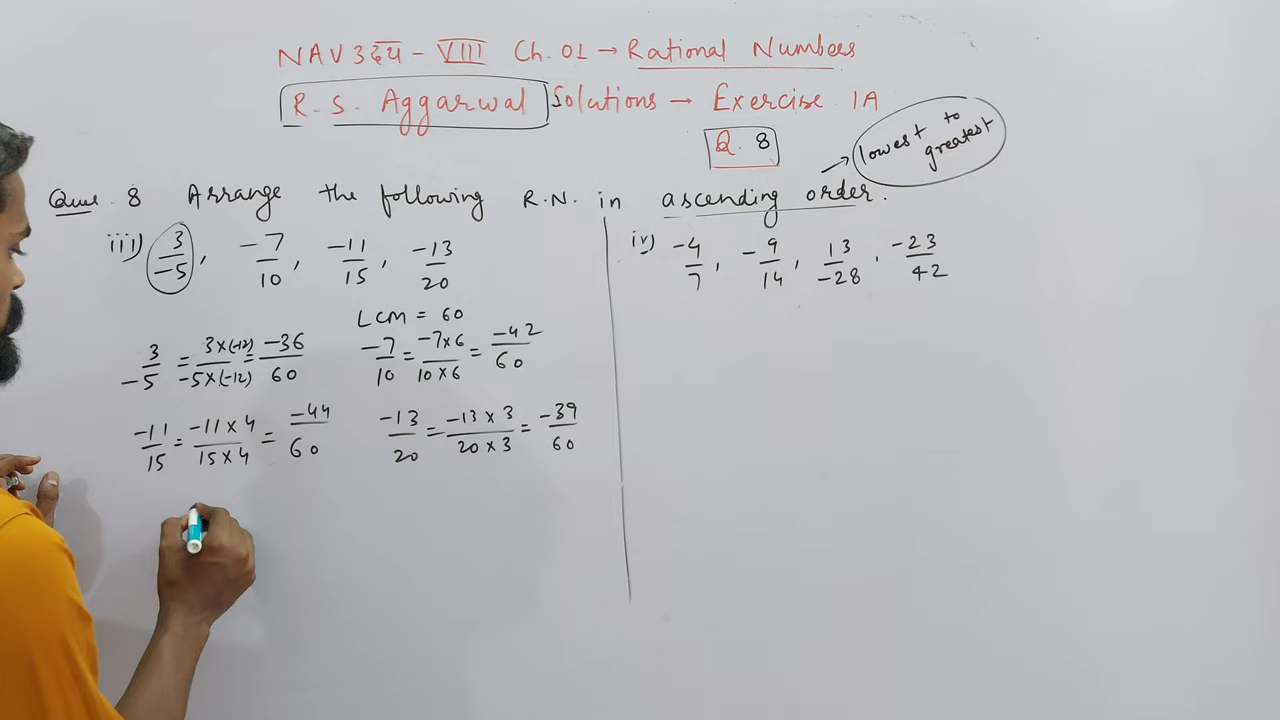 NAV उदय - VIII Ch. 01 → Rational Numbers
R. S. Aggarwal Solutions → Exercise 1A
Q. 8
→ lowest to greatest
Ques. 8 Arrange the following R.N. in ascending order.
iii) 3/-5, -7/10, -11/15, -13/20
LCM = 60
3/-5 = 3×(-12)/-5×(-12) = -36/60
-7/10 = -7×6/10×6 = -42/60
-11/15 = -11×4/15×4 = -44/60
-13/20 = -13×3/20×3 = -39/60
iv) -4/7, -9/14, 13/-28, -23/42